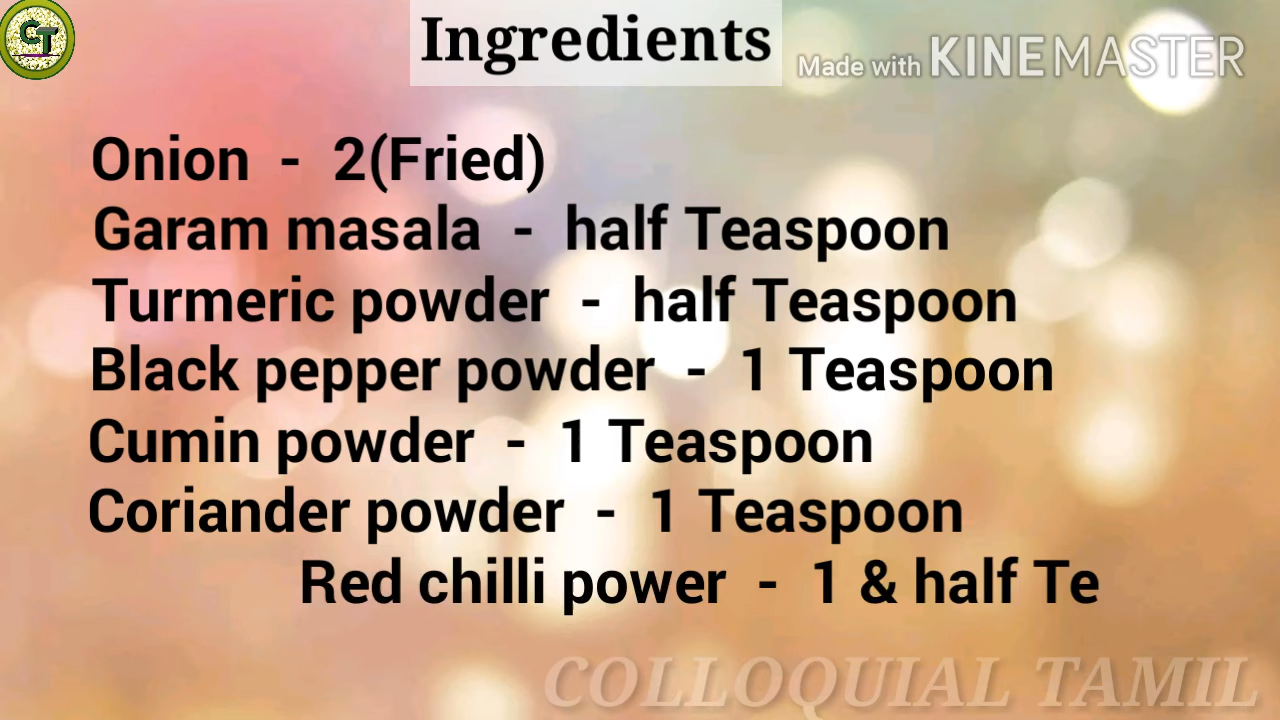 CT
Ingredients
Made with KINEMASTER
Onion - 2(Fried)
Garam masala - half Teaspoon
Turmeric powder - half Teaspoon
Black pepper powder - 1 Teaspoon
Cumin powder - 1 Teaspoon
Coriander powder - 1 Teaspoon
Red chilli power - 1 & half Te
COLLOQUIAL TAMIL